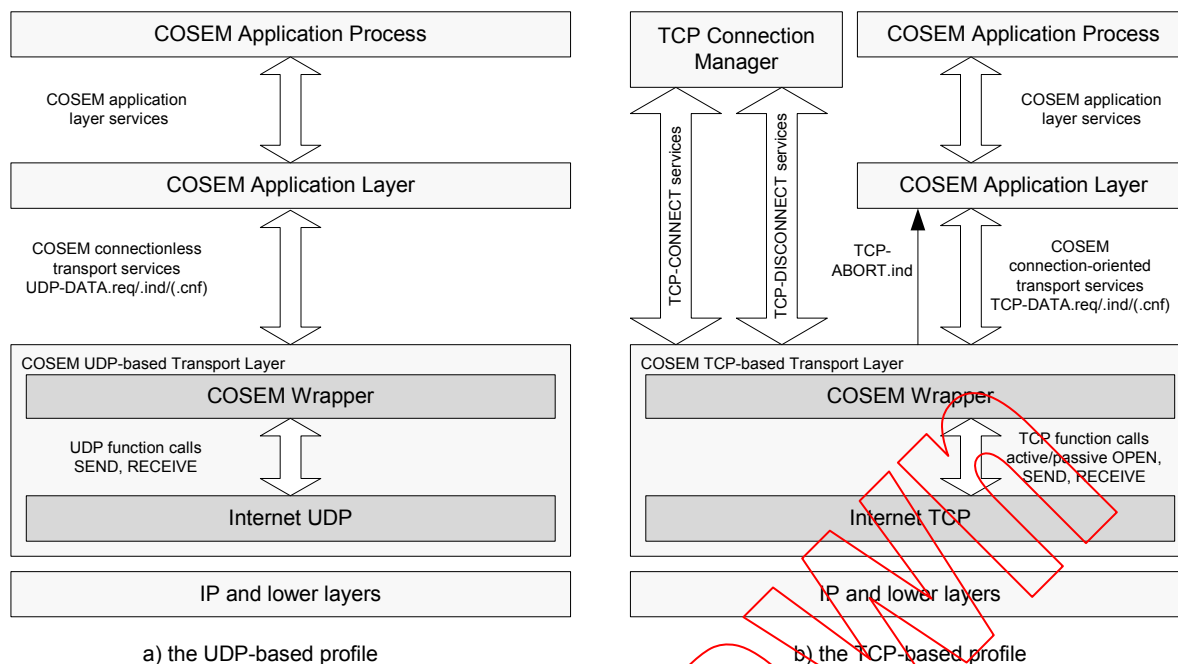 COSEM Application Process
COSEM application
layer services
COSEM Application Layer
COSEM connectionless
transport services
UDP-DATA.req/.ind/(.cnf)
COSEM UDP-based Transport Layer
COSEM Wrapper
UDP function calls
SEND, RECEIVE
Internet UDP
IP and lower layers
a) the UDP-based profile
TCP Connection
Manager
COSEM Application Process
TCP-CONNECT services
TCP-DISCONNECT services
COSEM application
layer services
COSEM Application Layer
TCP-
ABORT.ind
COSEM
connection-oriented
transport services
TCP-DATA.req/.ind/(.cnf)
COSEM TCP-based Transport Layer
COSEM Wrapper
TCP function calls
active/passive OPEN,
SEND, RECEIVE
Internet TCP
IP and lower layers
b) the TCP-based profile